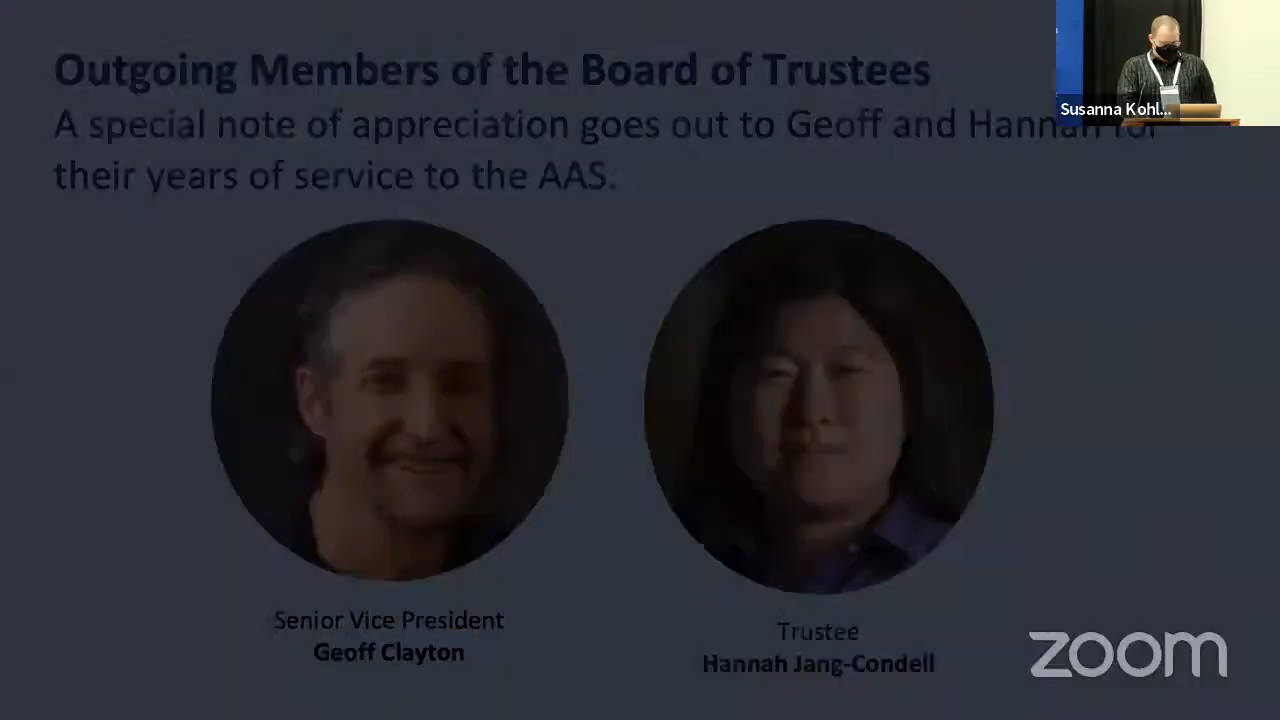 Outgoing Members of the Board of Trustees
A special note of appreciation goes out to Geoff and Hannah for
their years of service to the AAS.
Susanna Kohl...
Senior Vice President
Geoff Clayton
Trustee
Hannah Jang-Condell
zoom